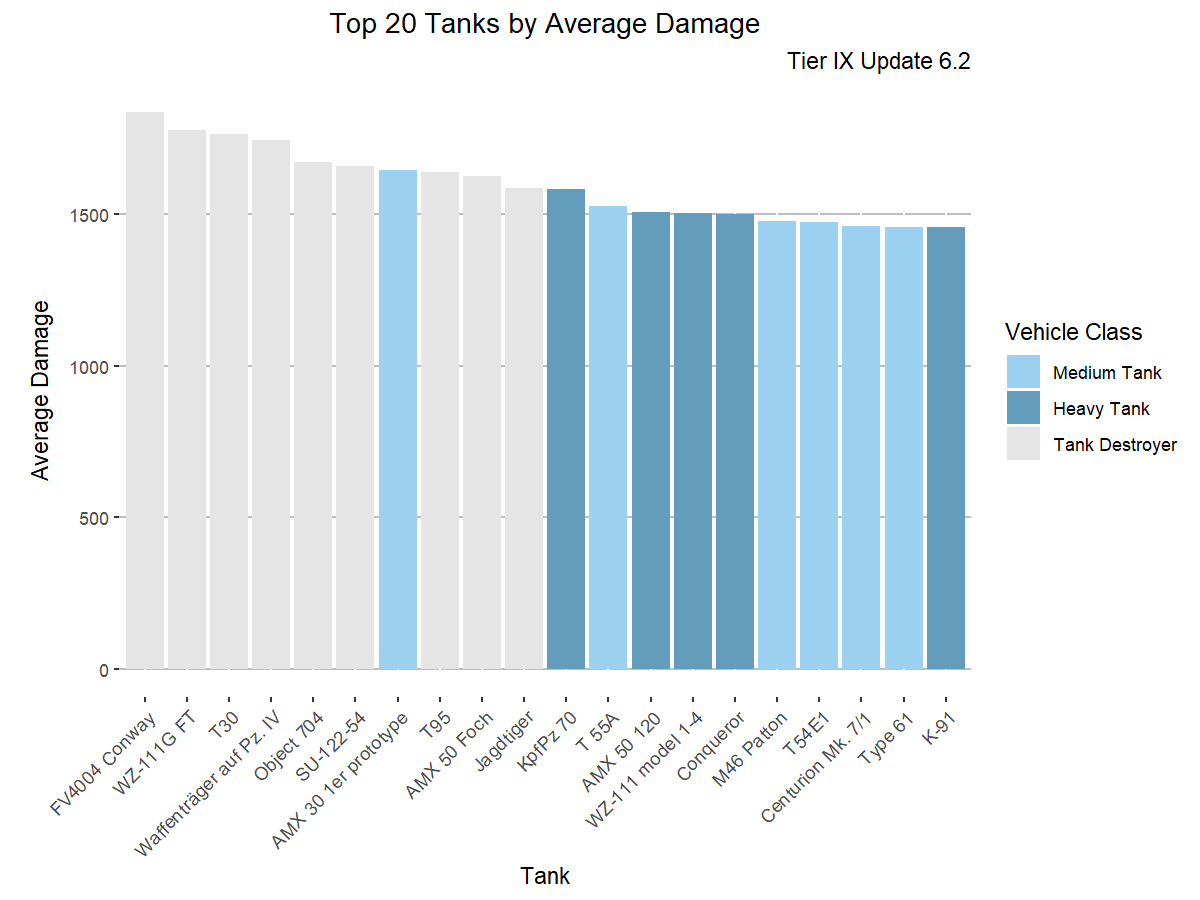 Top 20 Tanks by Average Damage
Tier IX Update 6.2
Average Damage
1500
1000
500
0
FV4004 Conway
WZ-111G FT
T30
Waffenträger auf Pz. IV
Object 704
SU-122-54
AMX 30 1er prototype
T95
AMX 50 Foch
Jagdtiger
KpfPz 70
T 55A
AMX 50 120
WZ-111 model 1-4
Conqueror
M46 Patton
T54E1
Centurion Mk. 7/1
Type 61
K-91
Tank
Vehicle Class
Medium Tank
Heavy Tank
Tank Destroyer